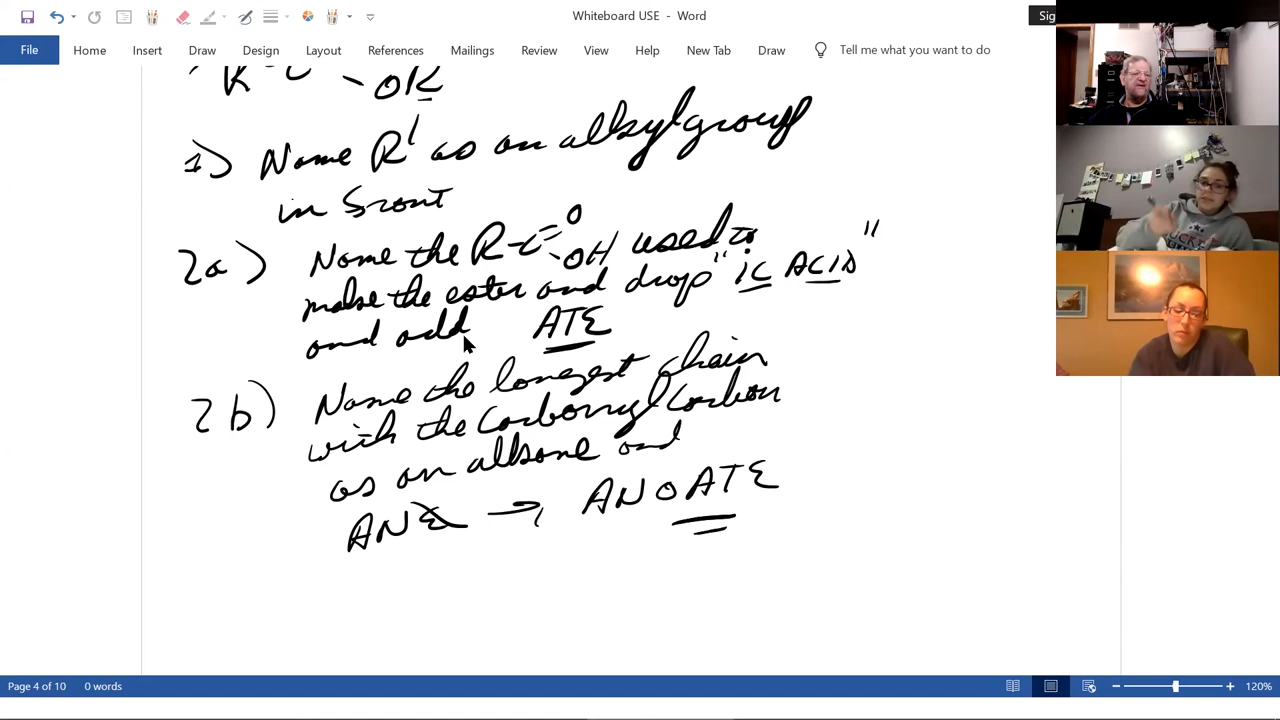 Whiteboard USE - Word
Sig
File Home Insert Draw Design Layout References Mailings Review View Help New Tab Draw Tell me what you want to do
R-C
- OR
1) Name R' as an alkyl group
in front
2a) Name the R-C=O -OH used to
make the ester and drop "ic ACID"
and add ATE
2b) Name the longest chain
with the Carbonyl Carbon
as an alkane and
ANE → ANOATE
Page 4 of 10 0 words 120%